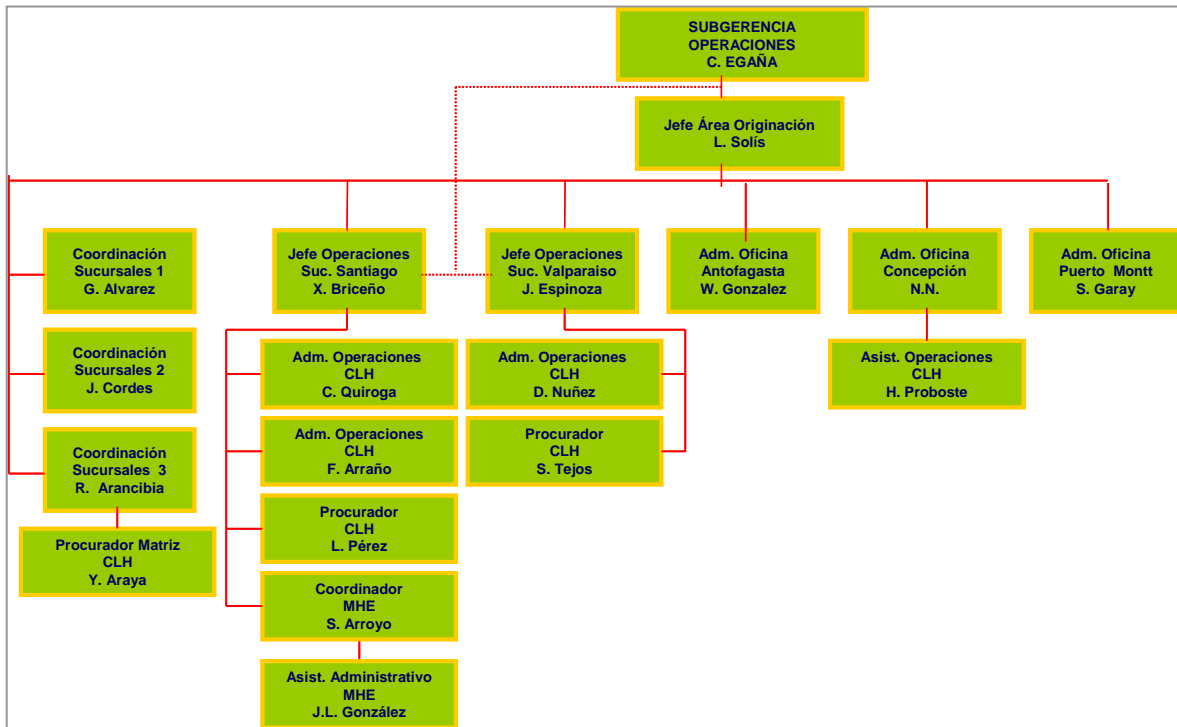 SUBGERENCIA
OPERACIONES
C. EGAÑA
Jefe Área Originación
L. Solís
Coordinación
Sucursales 1
G. Alvarez
Jefe Operaciones
Suc. Santiago
X. Briceño
Jefe Operaciones
Suc. Valparaiso
J. Espinoza
Adm. Oficina
Antofagasta
W. Gonzalez
Adm. Oficina
Concepción
N.N.
Adm. Oficina
Puerto Montt
S. Garay
Coordinación
Sucursales 2
J. Cordes
Adm. Operaciones
CLH
C. Quiroga
Adm. Operaciones
CLH
D. Nuñez
Asist. Operaciones
CLH
H. Proboste
Coordinación
Sucursales 3
R. Arancibia
Adm. Operaciones
CLH
F. Arraño
Procurador
CLH
S. Tejos
Procurador Matriz
CLH
Y. Araya
Procurador
CLH
L. Pérez
Coordinador
MHE
S. Arroyo
Asist. Administrativo
MHE
J.L. González